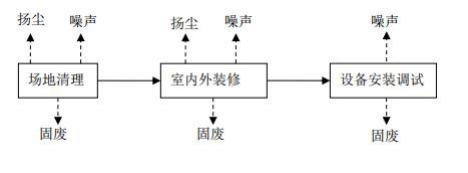 扬尘 噪声 扬尘 噪声 噪声
场地清理 室内外装修 设备安装调试
固废 固废 固废